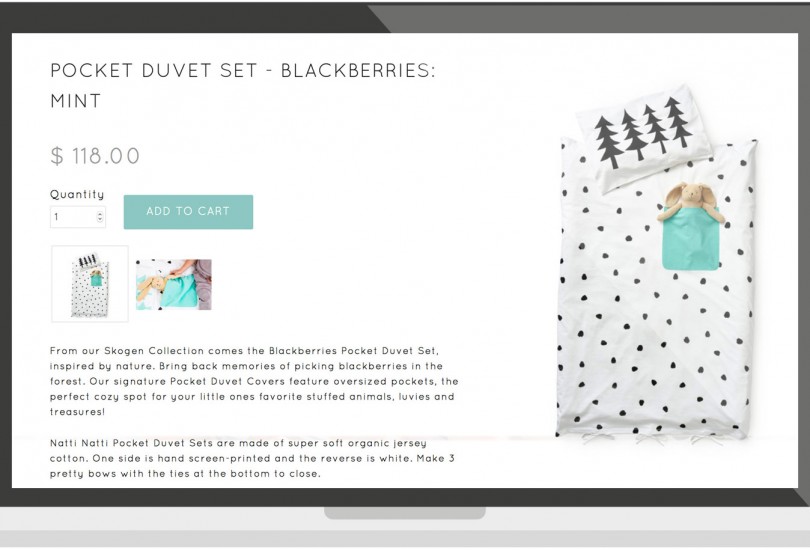 POCKET DUVET SET - BLACKBERRIES:
MINT
$ 118.00
Quantity
1
ADD TO CART
From our Skogen Collection comes the Blackberries Pocket Duvet Set,
inspired by nature. Bring back memories of picking blackberries in the
forest. Our signature Pocket Duvet Covers feature oversized pockets, the
perfect cozy spot for your little ones favorite stuffed animals, luvies and
treasures!
Natti Natti Pocket Duvet Sets are made of super soft organic jersey
cotton. One side is hand screen-printed and the reverse is white. Make 3
pretty bows with the ties at the bottom to close.